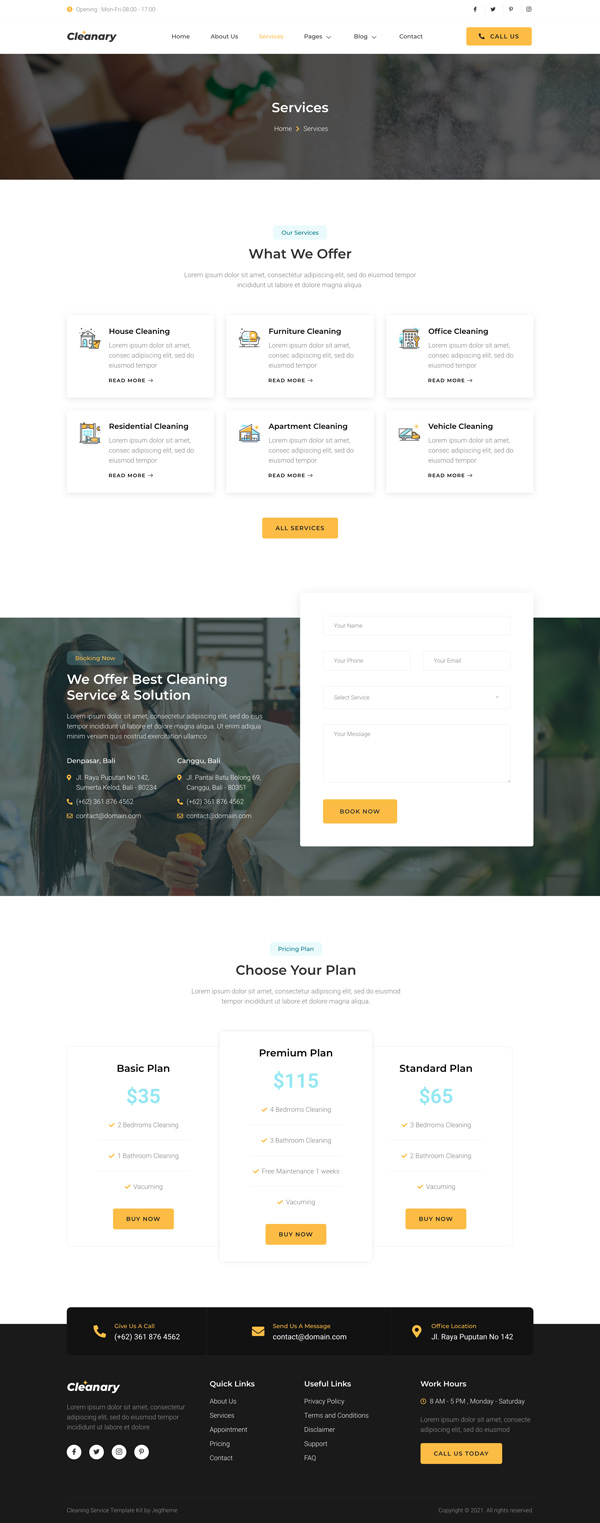 Opening : Mon-Fri 08:00 - 17:00
Cleanary
Home About Us Services Pages Blog Contact
CALL US
Services
Home Services
Our Services
What We Offer
Lorem ipsum dolor sit amet, consectetur adipiscing elit, sed do eiusmod tempor
incididunt ut labore et dolore magna aliqua.
House Cleaning
Lorem ipsum dolor sit amet,
consec adipiscing elit, sed do
eiusmod tempor
READ MORE
Furniture Cleaning
Lorem ipsum dolor sit amet,
consec adipiscing elit, sed do
eiusmod tempor
READ MORE
Office Cleaning
Lorem ipsum dolor sit amet,
consec adipiscing elit, sed do
eiusmod tempor
READ MORE
Residential Cleaning
Lorem ipsum dolor sit amet,
consec adipiscing elit, sed do
eiusmod tempor
READ MORE
Apartment Cleaning
Lorem ipsum dolor sit amet,
consec adipiscing elit, sed do
eiusmod tempor
READ MORE
Vehicle Cleaning
Lorem ipsum dolor sit amet,
consec adipiscing elit, sed do
eiusmod tempor
READ MORE
ALL SERVICES
Booking Now
We Offer Best Cleaning
Service & Solution
Lorem ipsum dolor sit amet, consectetur adipiscing elit, sed do eius
tempor incididunt ut labore et dolore magna aliqua. Ut enim adiqua
minim veniam quis nostrud exercitation ullamco
Denpasar, Bali
Jl. Raya Puputan No 142,
Sumerta Kelod, Bali - 80234
(+62) 361 876 4562
contact@domain.com
Canggu, Bali
Jl. Pantai Batu Bolong 69,
Canggu, Bali - 80351
(+62) 361 876 4562
contact@domain.com
Your Name
Your Phone
Your Email
Select Service
Your Message
BOOK NOW
Pricing Plan
Choose Your Plan
Lorem ipsum dolor sit amet, consectetur adipiscing elit, sed do eiusmod
tempor incididunt ut labore et dolore magna aliqua.
Basic Plan
$35
2 Bedrroms Cleaning
1 Bathroom Cleaning
Vacuming
BUY NOW
Premium Plan
$115
4 Bedrroms Cleaning
3 Bathroom Cleaning
Free Maintenance 1 weeks
Vacuming
BUY NOW
Standard Plan
$65
3 Bedrroms Cleaning
2 Bathroom Cleaning
Vacuming
BUY NOW
Give Us A Call
(+62) 361 876 4562
Send Us A Message
contact@domain.com
Office Location
Jl. Raya Puputan No 142
Cleanary
Lorem ipsum dolor sit amet, consectetur
adipiscing elit, sed do eiusmod tempor
incididunt ut labore et dolore
Quick Links
About Us
Services
Appointment
Pricing
Contact
Useful Links
Privacy Policy
Terms and Conditions
Disclaimer
Support
FAQ
Work Hours
8 AM - 5 PM , Monday - Saturday
Lorem ipsum dolor sit amet, consecte
adipiscing elit, sed do eiusmod
CALL US TODAY
Cleaning Service Template Kit by Jegtheme
Copyright © 2021. All rights reserved.